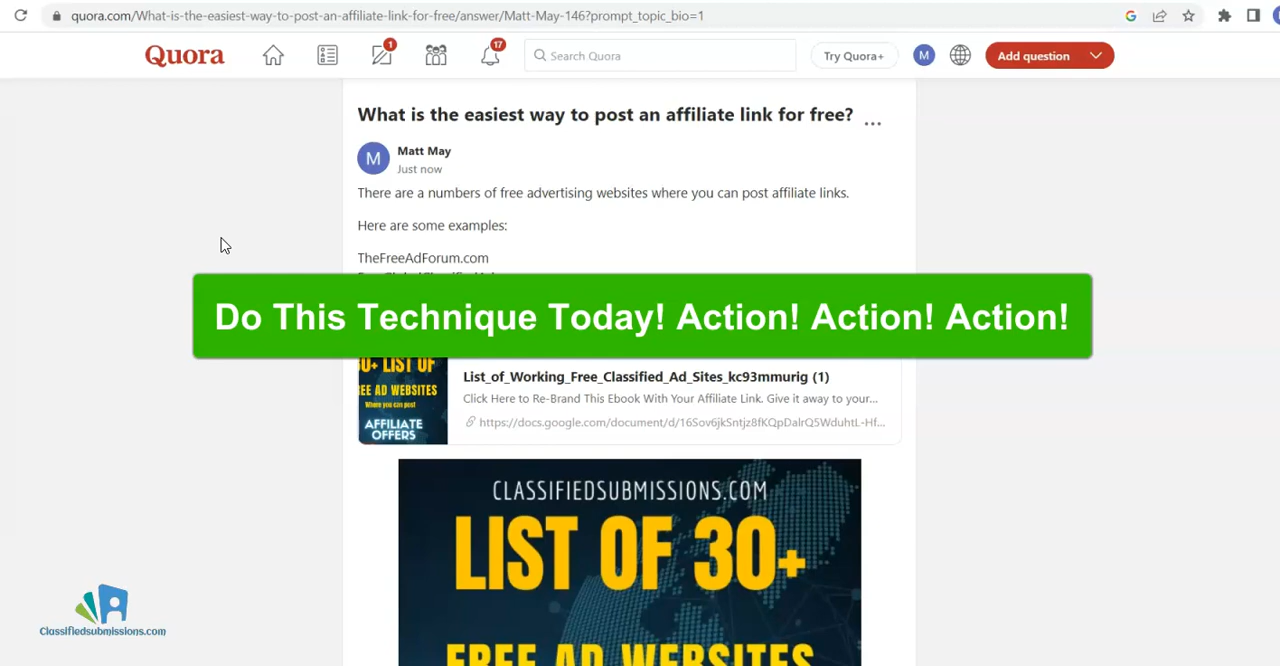 quora.com/What-is-the-easiest-way-to-post-an-affiliate-link-for-free/answer/Matt-May-146?prompt_topic_bio=1
Quora
1
17
Search Quora
Try Quora+
M
Add question
What is the easiest way to post an affiliate link for free?
M
Matt May
Just now
There are a numbers of free advertising websites where you can post affiliate links.
Here are some examples:
TheFreeAdForum.com
Do This Technique Today! Action! Action! Action!
30+ LIST OF
FREE AD WEBSITES
Where you can post
AFFILIATE
OFFERS
List_of_Working_Free_Classified_Ad_Sites_kc93mmurig (1)
Click Here to Re-Brand This Ebook With Your Affiliate Link. Give it away to your...
https://docs.google.com/document/d/16Sov6jkSntjz8fKQpDalrQ5WduhtL-Hf...
CLASSIFIEDSUBMISSIONS.COM
LIST OF 30+
FREE AD WEBSITES
Classifiedsubmissions.com